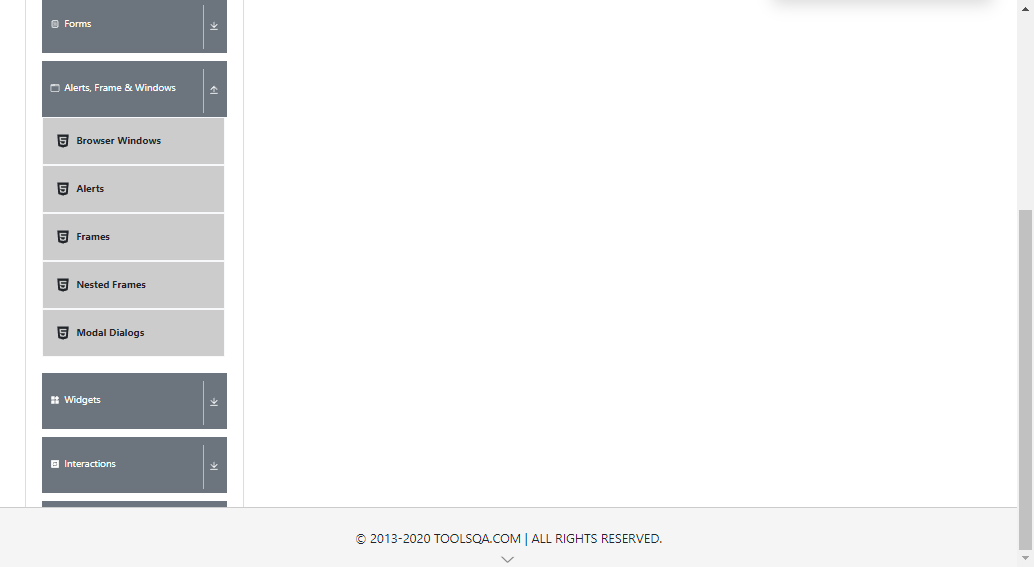 Forms
Alerts, Frame & Windows
Browser Windows
Alerts
Frames
Nested Frames
Modal Dialogs
Widgets
Interactions
© 2013-2020 TOOLSQA.COM | ALL RIGHTS RESERVED.